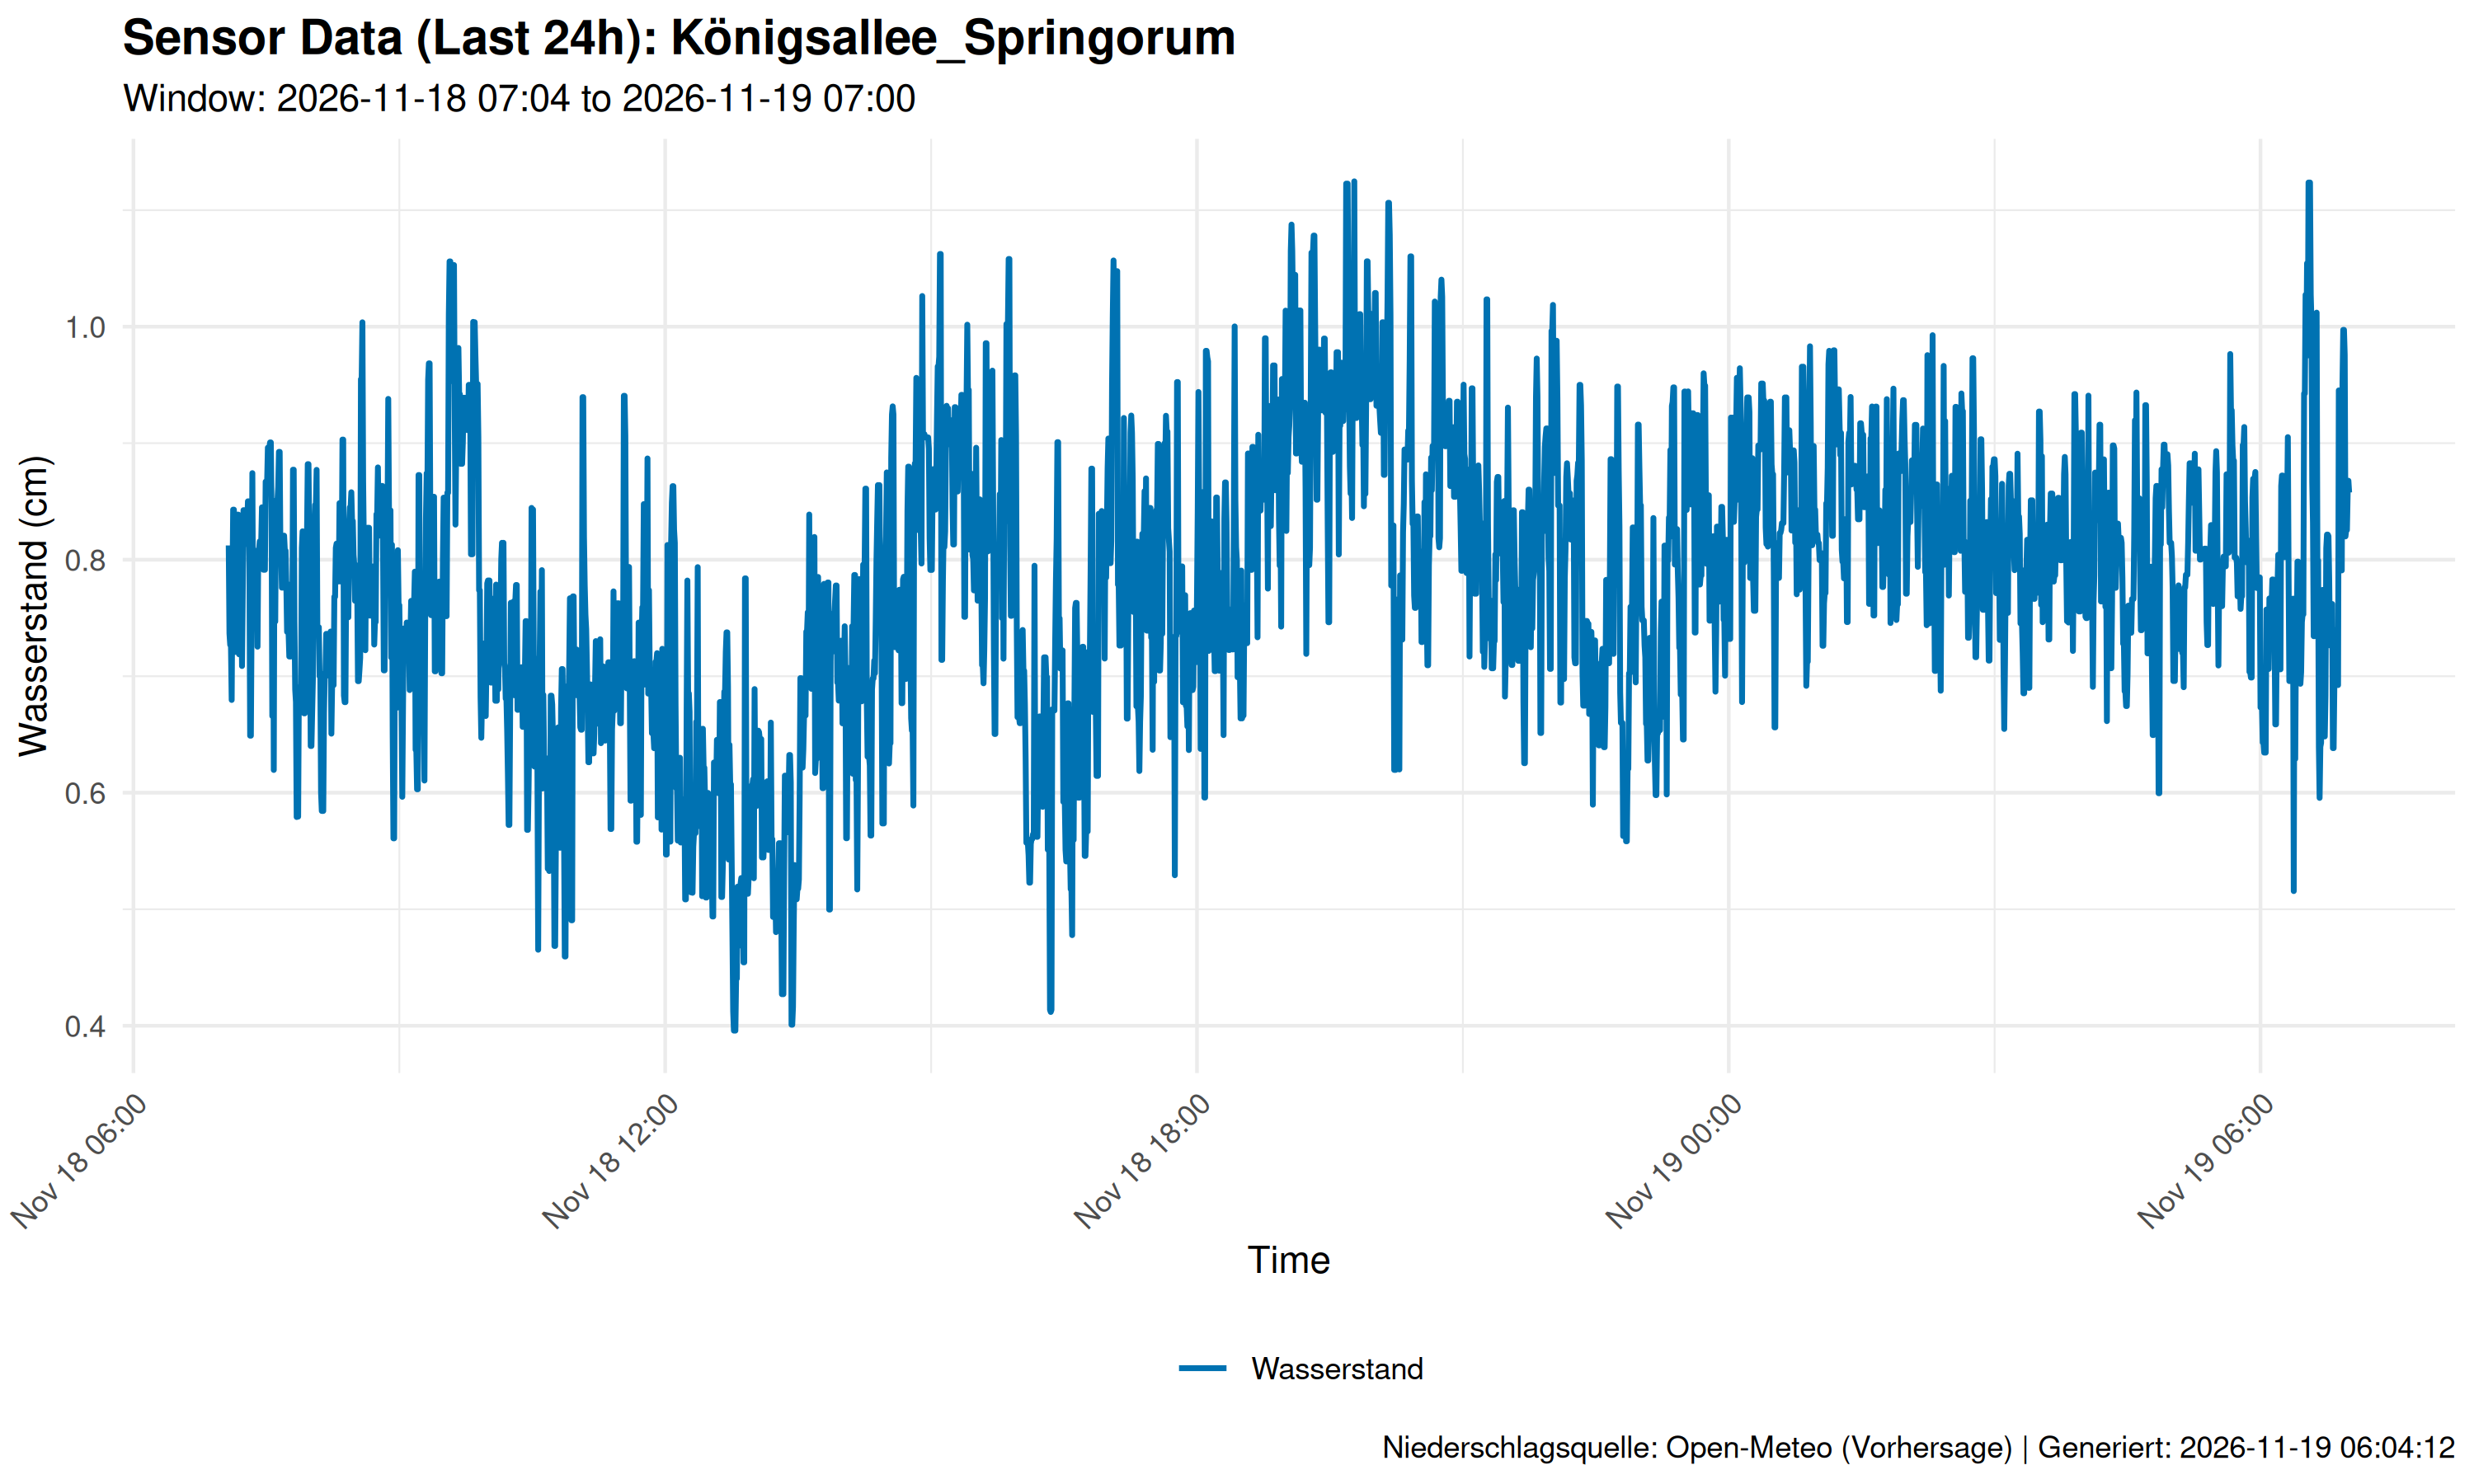 Sensor Data (Last 24h): Königsallee_Springorum
Window: 2026-11-18 07:04 to 2026-11-19 07:00
Wasserstand (cm)
1.0
0.8
0.6
0.4
Nov 18 06:00
Nov 18 12:00
Nov 18 18:00
Nov 19 00:00
Nov 19 06:00
Time
Wasserstand
Niederschlagsquelle: Open-Meteo (Vorhersage) | Generiert: 2026-11-19 06:04:12